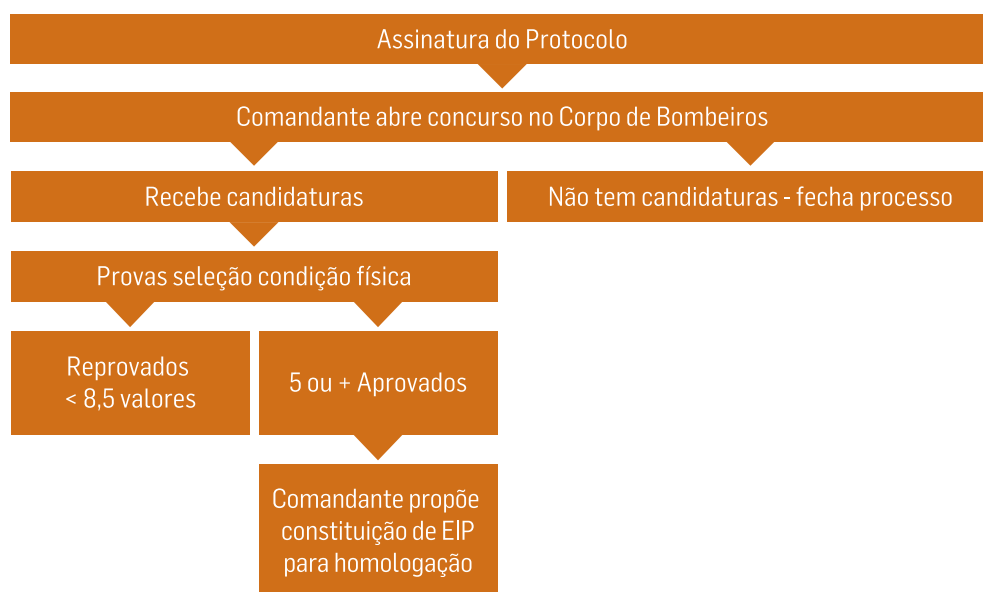 Assinatura do Protocolo
Comandante abre concurso no Corpo de Bombeiros
Recebe candidaturas
Não tem candidaturas - fecha processo
Provas seleção condição física
Reprovados
< 8,5 valores
5 ou + Aprovados
Comandante propõe
constituição de EIP
para homologação